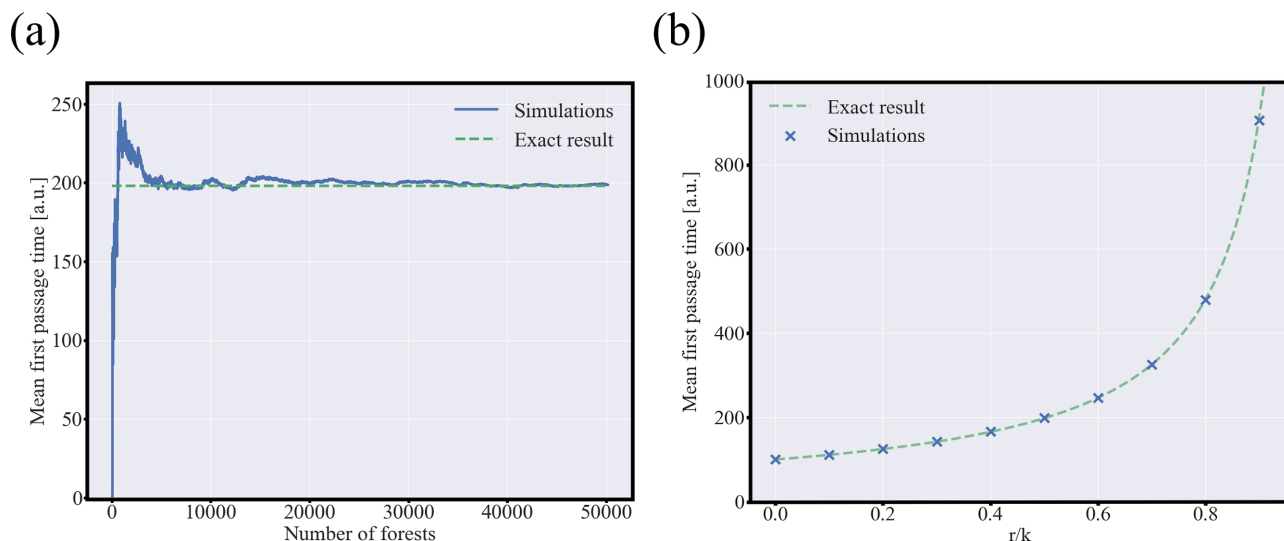 (a)
250
200
150
100
50
0
Mean first passage time [a.u.]
Simulations
Exact result
0 10000 20000 30000 40000 50000
Number of forests
(b)
1000
800
600
400
200
0
Mean first passage time [a.u.]
Exact result
Simulations
0.0 0.2 0.4 0.6 0.8
r/k